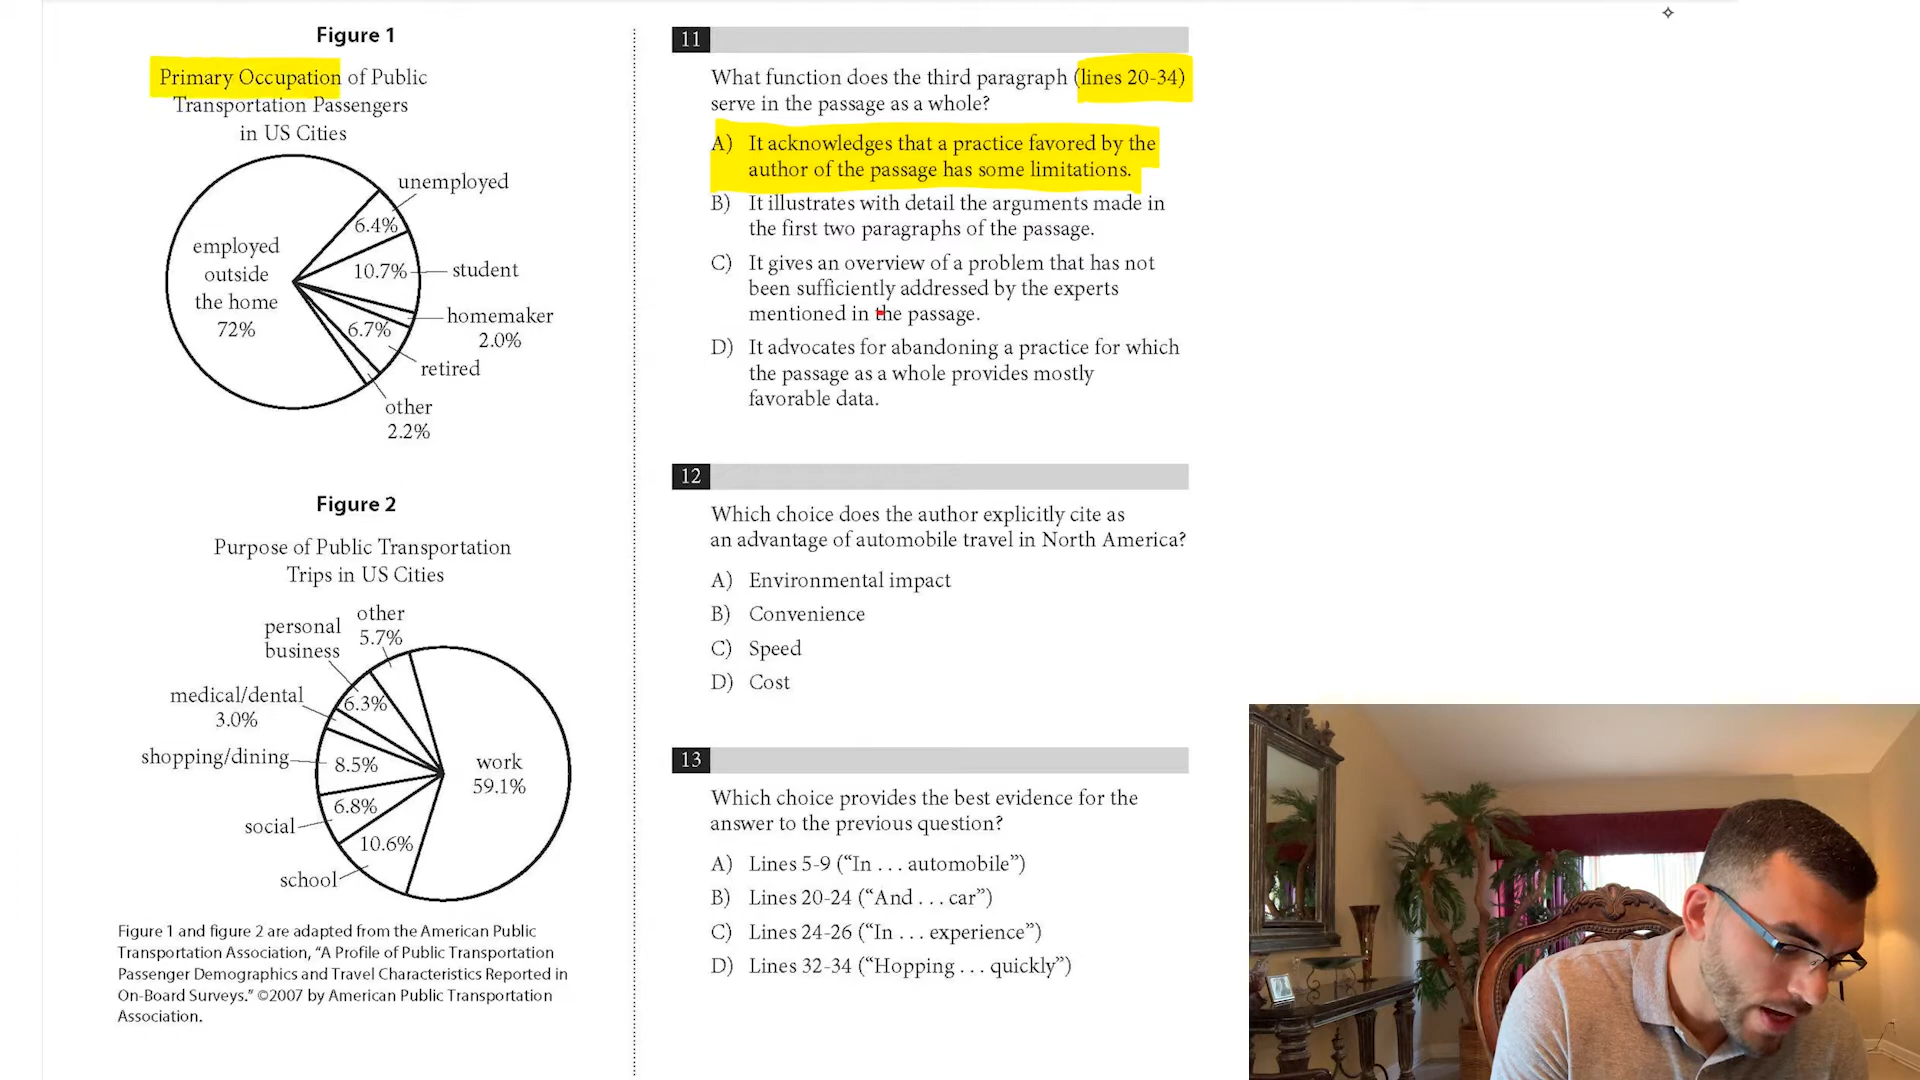 Figure 1
Primary Occupation of Public
Transportation Passengers
in US Cities
unemployed
6.4%
employed
outside
the home
72%
10.7%
student
homemaker
2.0%
6.7%
retired
other
2.2%
Figure 2
Purpose of Public Transportation
Trips in US Cities
other
5.7%
personal
business
6.3%
medical/dental
3.0%
shopping/dining
8.5%
work
59.1%
6.8%
social
10.6%
school
Figure 1 and figure 2 are adapted from the American Public
Transportation Association, “A Profile of Public Transportation
Passenger Demographics and Travel Characteristics Reported in
On-Board Surveys.” ©2007 by American Public Transportation
Association.
11
What function does the third paragraph (lines 20-34)
serve in the passage as a whole?
A) It acknowledges that a practice favored by the
author of the passage has some limitations.
B) It illustrates with detail the arguments made in
the first two paragraphs of the passage.
C) It gives an overview of a problem that has not
been sufficiently addressed by the experts
mentioned in the passage.
D) It advocates for abandoning a practice for which
the passage as a whole provides mostly
favorable data.
12
Which choice does the author explicitly cite as
an advantage of automobile travel in North America?
A) Environmental impact
B) Convenience
C) Speed
D) Cost
13
Which choice provides the best evidence for the
answer to the previous question?
A) Lines 5-9 (“In . . . automobile”)
B) Lines 20-24 (“And . . . car”)
C) Lines 24-26 (“In . . . experience”)
D) Lines 32-34 (“Hopping . . . quickly”)